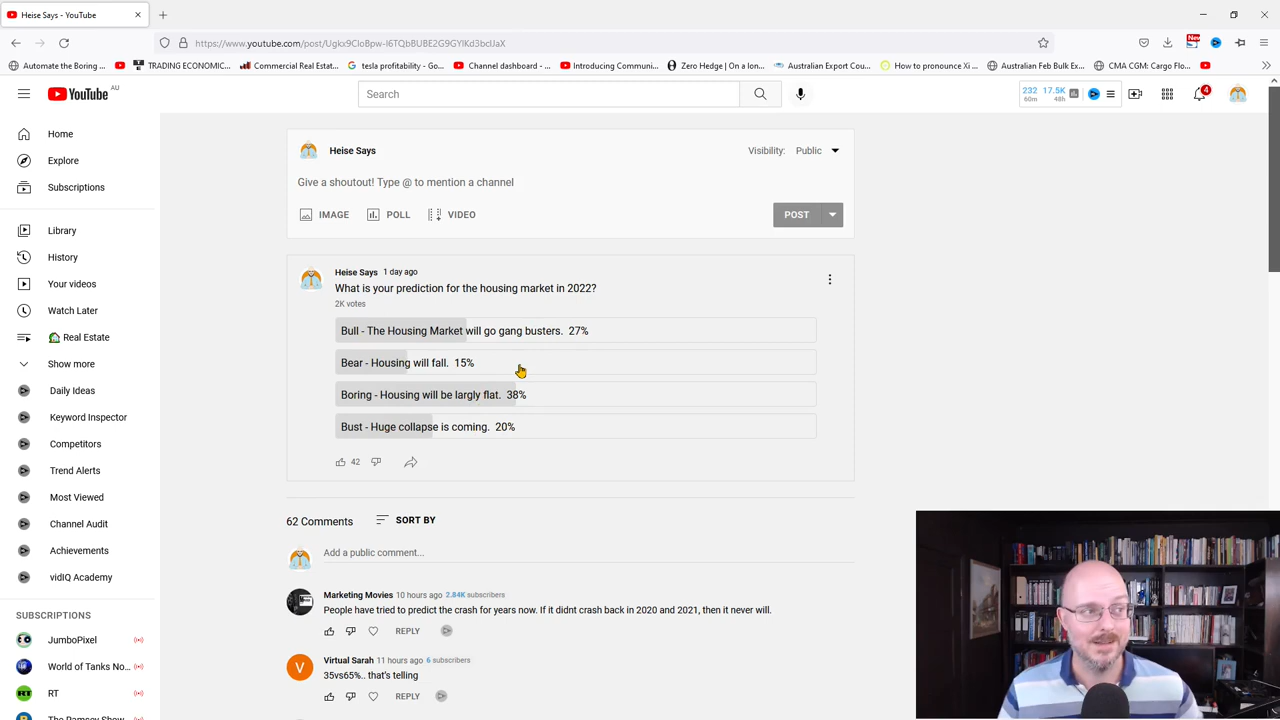 Heise Says - YouTube
https://www.youtube.com/post/Ugkx9CloBpw-I6TQbBUBE2G9GYlKd3bclJaX
Automate the Boring ...
TRADING ECONOMIC...
Commercial Real Estat...
tesla profitability - Go...
Channel dashboard - ...
Introducing Communi...
Zero Hedge | On a lon...
Australian Export Cou...
How to pronounce Xi ...
Australian Feb Bulk Ex...
CMA CGM: Cargo Flo...
New
YouTube AU
Search
232 17.5K
60m 48h
4
Home
Explore
Subscriptions
Library
History
Your videos
Watch Later
Real Estate
Show more
Daily Ideas
Keyword Inspector
Competitors
Trend Alerts
Most Viewed
Channel Audit
Achievements
vidIQ Academy
SUBSCRIPTIONS
JumboPixel
World of Tanks No...
RT
The Ramsey Show
Heise Says
Visibility: Public
Give a shoutout! Type @ to mention a channel
IMAGE POLL VIDEO
POST
Heise Says 1 day ago
What is your prediction for the housing market in 2022?
2K votes
Bull - The Housing Market will go gang busters. 27%
Bear - Housing will fall. 15%
Boring - Housing will be largly flat. 38%
Bust - Huge collapse is coming. 20%
42
62 Comments SORT BY
Add a public comment...
Marketing Movies 10 hours ago 2.84K subscribers
People have tried to predict the crash for years now. If it didnt crash back in 2020 and 2021, then it never will.
REPLY
Virtual Sarah 11 hours ago 6 subscribers
V
35vs65%.. that's telling
REPLY